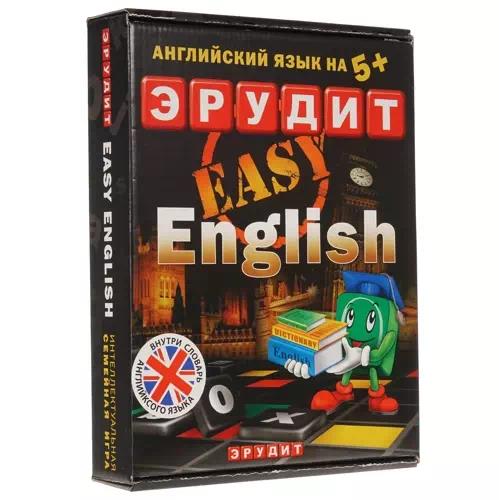 АНГЛИЙСКИЙ ЯЗЫК НА 5+
ЭРУДИТ
EASY
English
DICTIONARY
English
ВНУТРИ СЛОВАРЬ
АНГЛИЙСКОГО ЯЗЫКА
ЭРУДИТ
ЭРУДИТ
EASY ENGLISH
ИНТЕЛЛЕКТУАЛЬНАЯ
СЕМЕЙНАЯ ИГРА